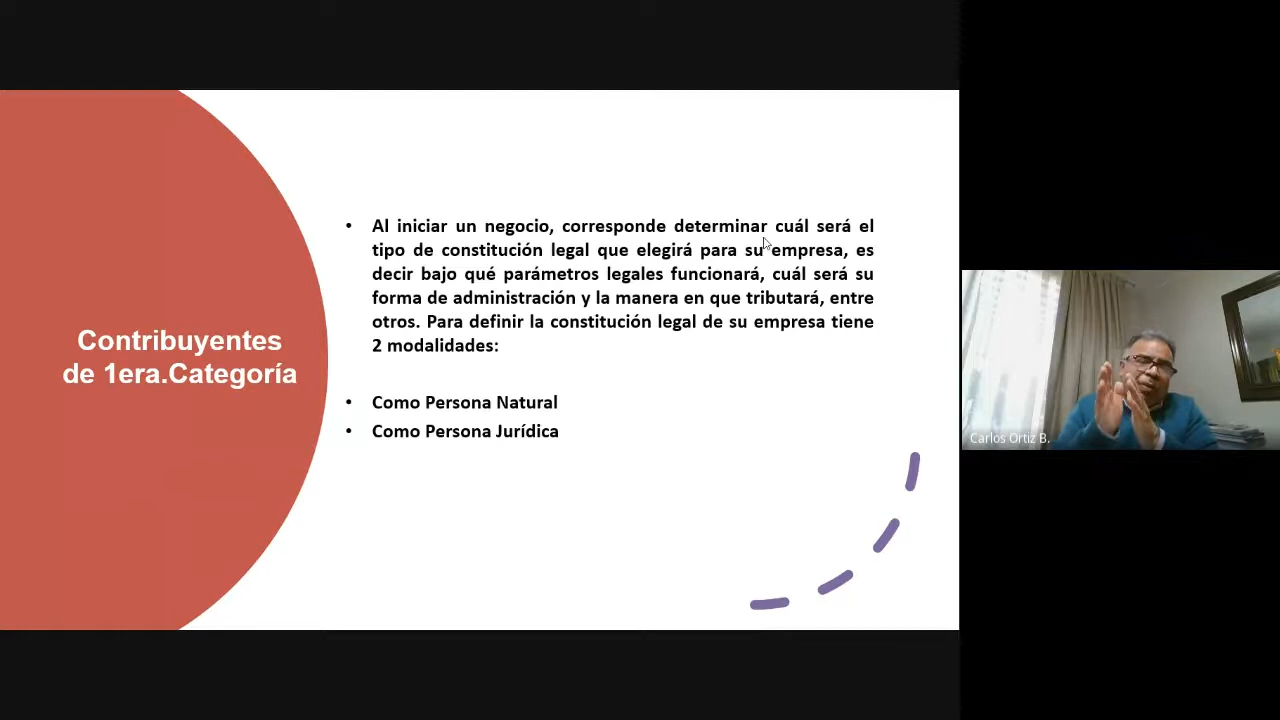 Contribuyentes
de 1era.Categoría
• Al iniciar un negocio, corresponde determinar cuál será el
tipo de constitución legal que elegirá para su empresa, es
decir bajo qué parámetros legales funcionará, cuál será su
forma de administración y la manera en que tributará, entre
otros. Para definir la constitución legal de su empresa tiene
2 modalidades:
• Como Persona Natural
• Como Persona Jurídica
Carlos Ortiz B.